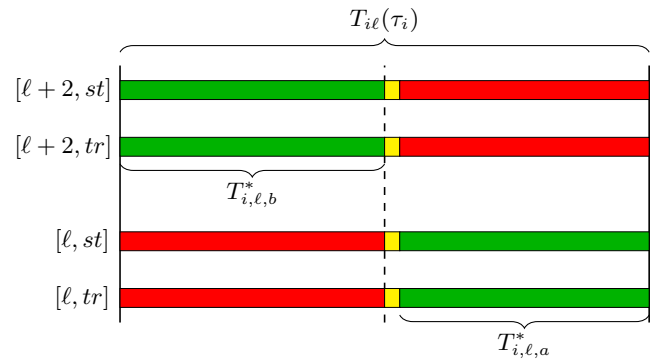 T_{iℓ}(τ_i)
[ℓ + 2, st]
[ℓ + 2, tr]
T^*_{i,ℓ,b}
[ℓ, st]
[ℓ, tr]
T^*_{i,ℓ,a}